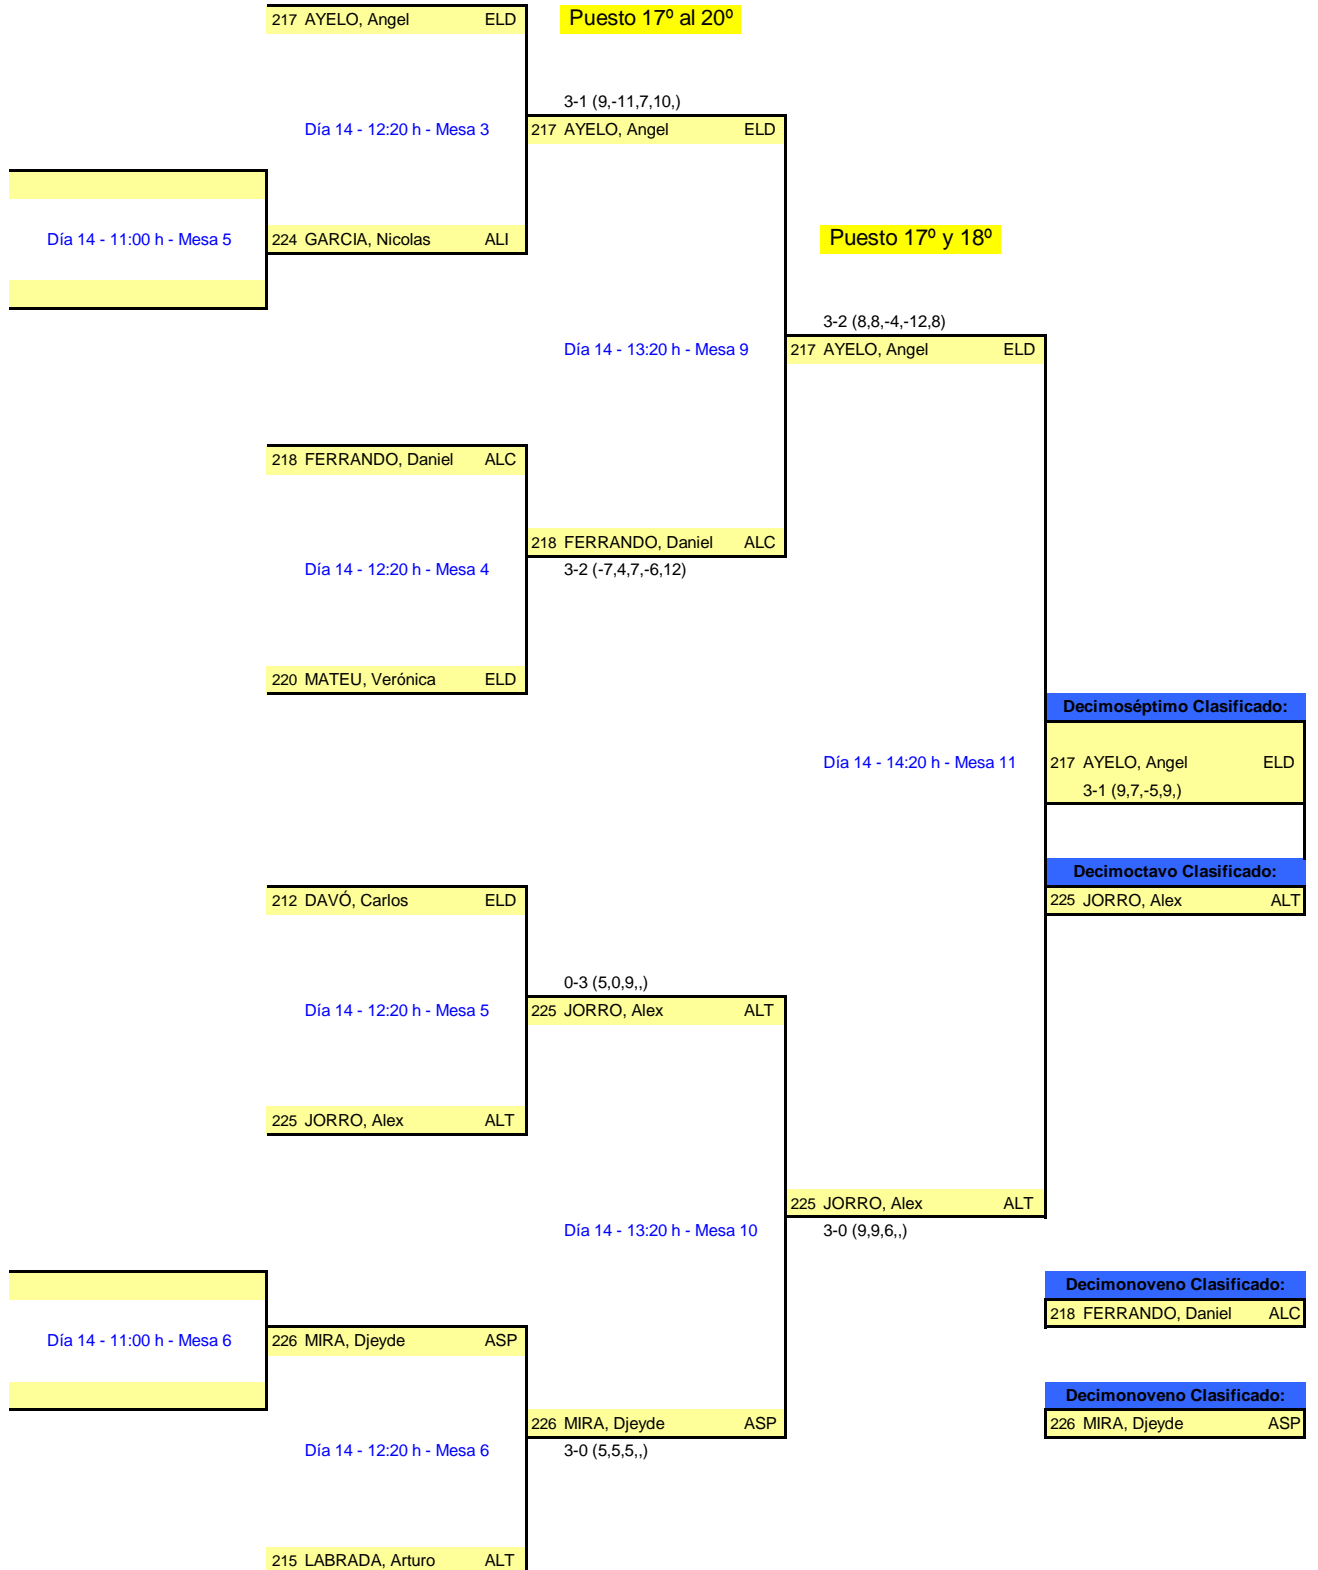 217 AYELO, Angel ELD
Puesto 17º al 20º
3-1 (9,-11,7,10,)
Día 14 - 12:20 h - Mesa 3
217 AYELO, Angel ELD
Día 14 - 11:00 h - Mesa 5
224 GARCIA, Nicolas ALI
Puesto 17º y 18º
3-2 (8,8,-4,-12,8)
Día 14 - 13:20 h - Mesa 9
217 AYELO, Angel ELD
218 FERRANDO, Daniel ALC
218 FERRANDO, Daniel ALC
Día 14 - 12:20 h - Mesa 4
3-2 (-7,4,7,-6,12)
220 MATEU, Verónica ELD
Decimoséptimo Clasificado:
Día 14 - 14:20 h - Mesa 11
217 AYELO, Angel ELD
3-1 (9,7,-5,9,)
Decimoctavo Clasificado:
212 DAVÓ, Carlos ELD
225 JORRO, Alex ALT
0-3 (5,0,9,,)
Día 14 - 12:20 h - Mesa 5
225 JORRO, Alex ALT
225 JORRO, Alex ALT
225 JORRO, Alex ALT
Día 14 - 13:20 h - Mesa 10
3-0 (9,9,6,,)
Decimonoveno Clasificado:
218 FERRANDO, Daniel ALC
Día 14 - 11:00 h - Mesa 6
226 MIRA, Djeyde ASP
Decimonoveno Clasificado:
226 MIRA, Djeyde ASP
226 MIRA, Djeyde ASP
Día 14 - 12:20 h - Mesa 6
3-0 (5,5,5,,)
215 LABRADA, Arturo ALT